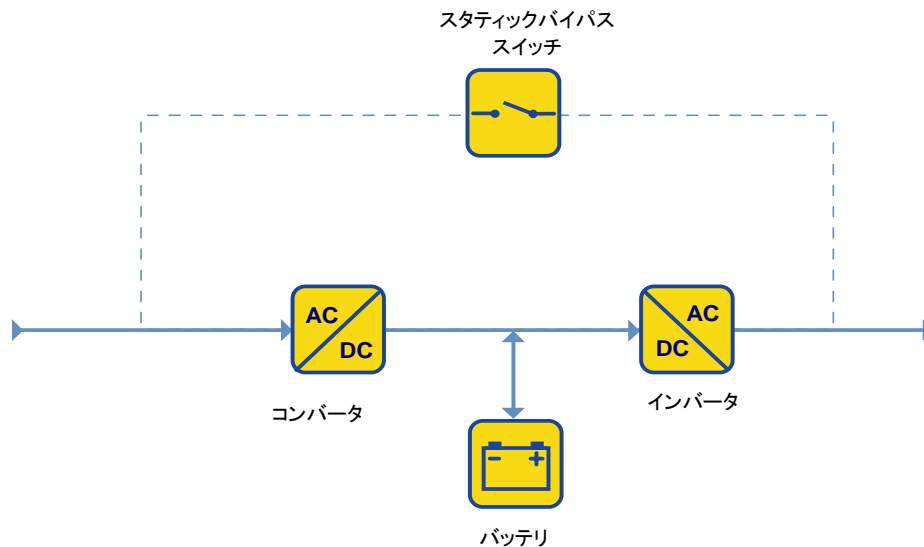 スタティックバイパス
スイッチ
AC
DC
AC
DC
コンバータ
インバータ
バッテリ